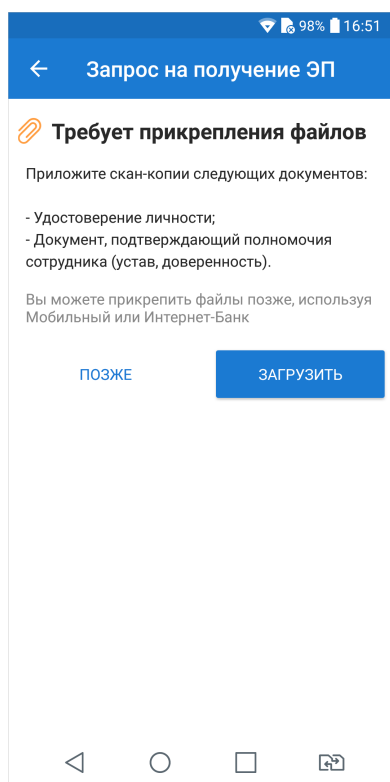 98% 16:51
Запрос на получение ЭП
Требует прикрепления файлов
Приложите скан-копии следующих документов:
- Удостоверение личности;
- Документ, подтверждающий полномочия
сотрудника (устав, доверенность).
Вы можете прикрепить файлы позже, используя
Мобильный или Интернет-Банк
ПОЗЖЕ ЗАГРУЗИТЬ